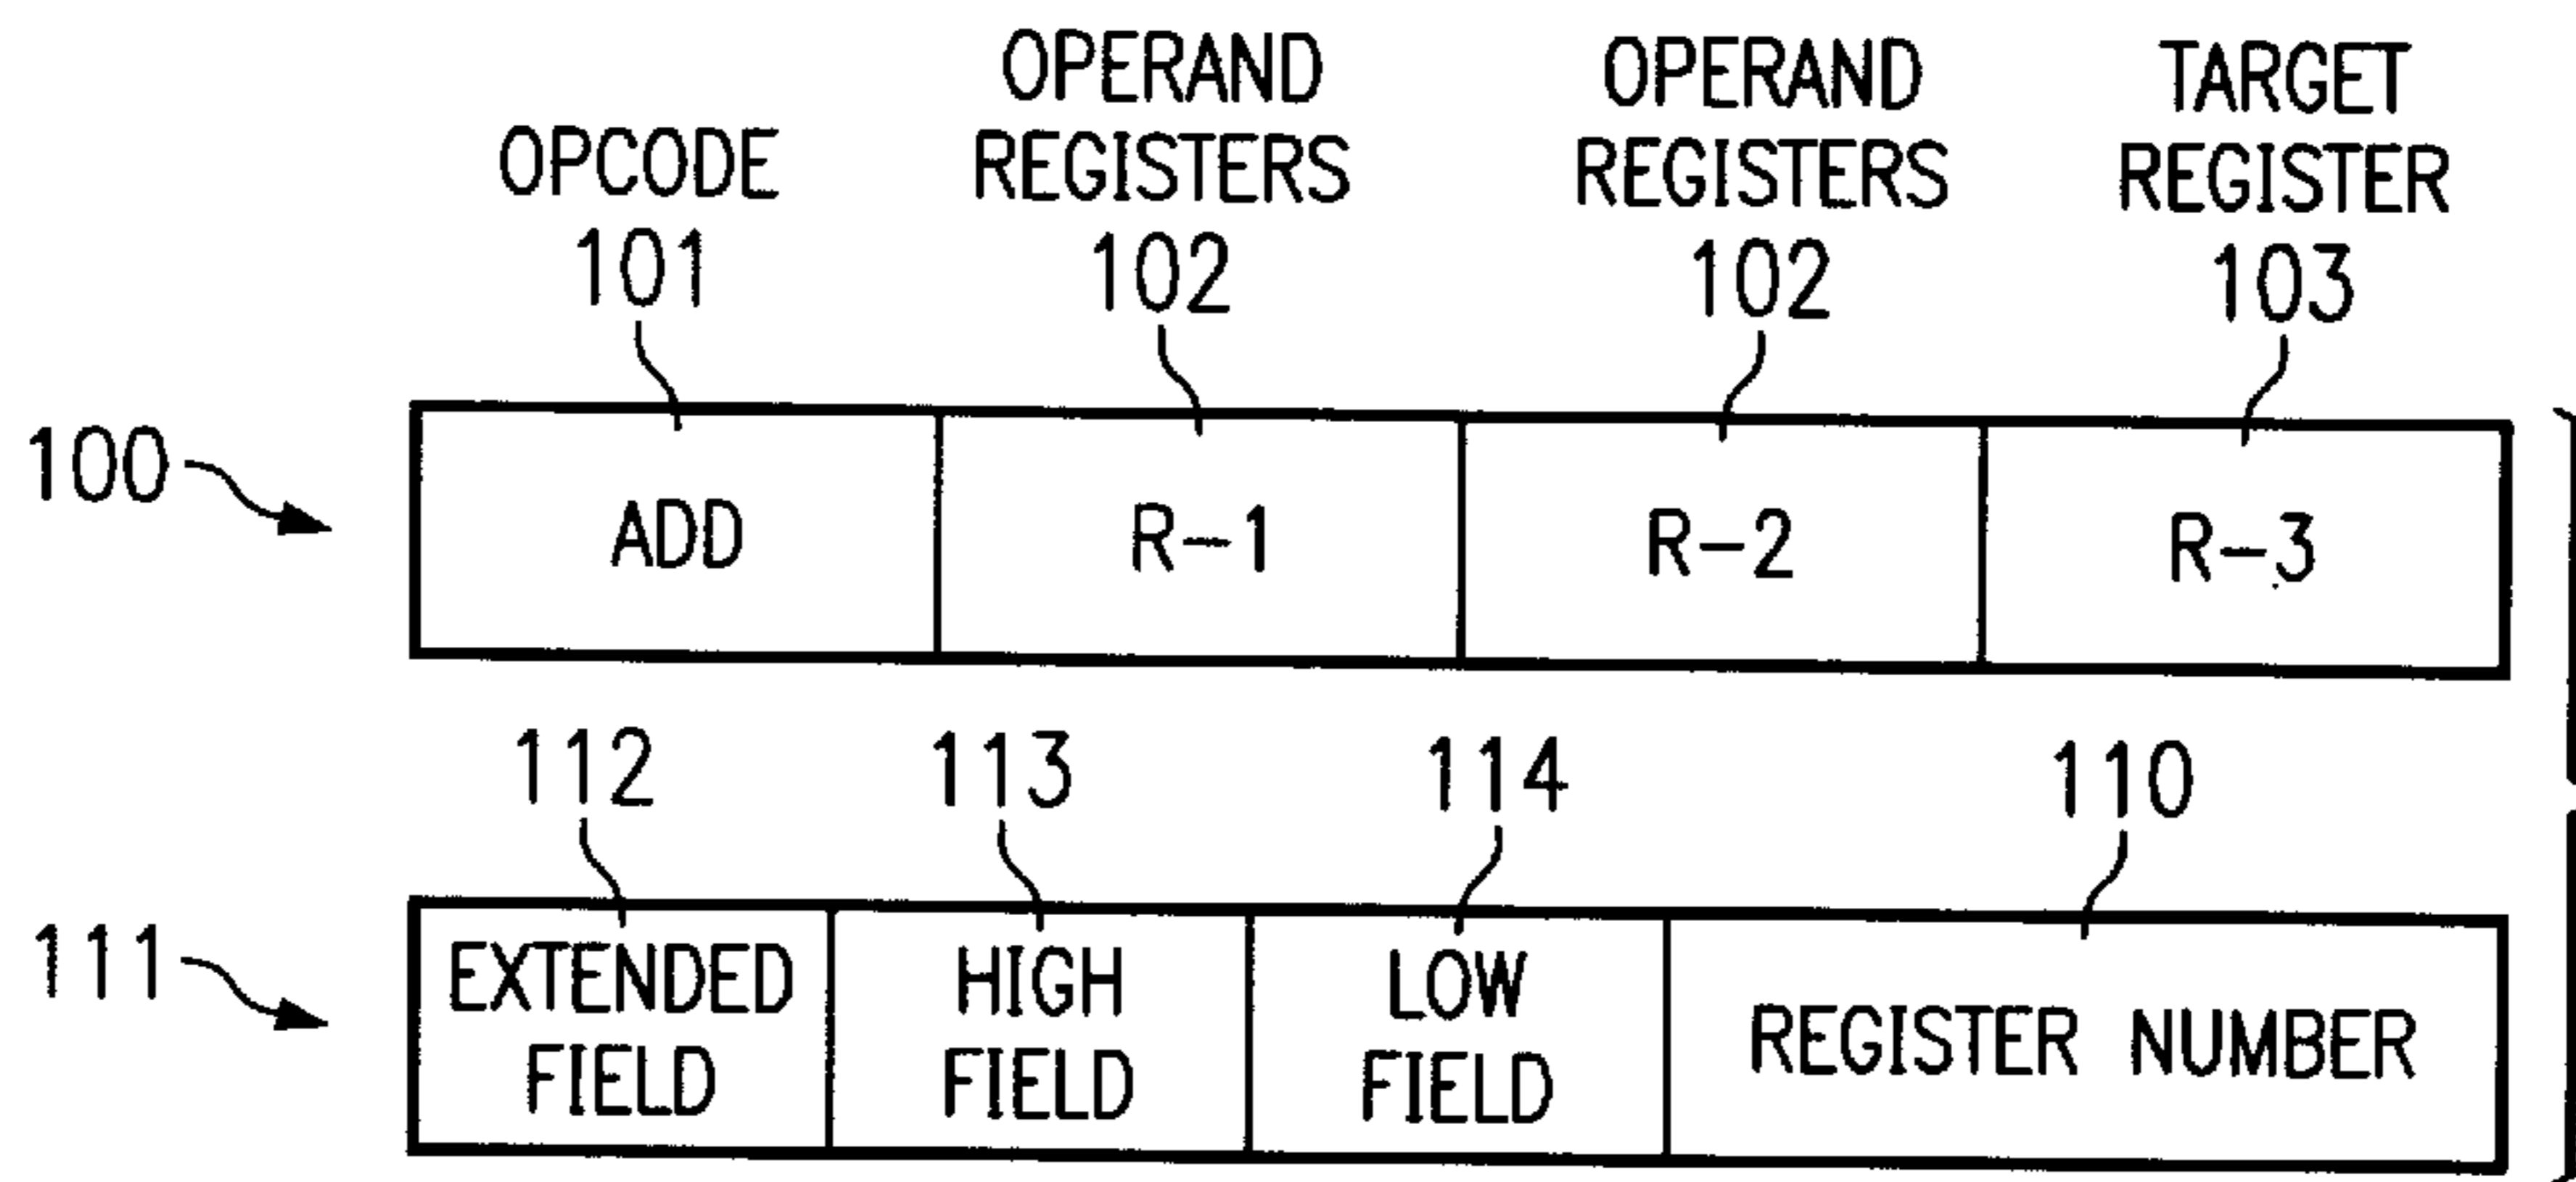 OPCODE
101
OPERAND
REGISTERS
102
OPERAND
REGISTERS
102
TARGET
REGISTER
103
100
ADD
R-1
R-2
R-3
112
113
114
110
111
EXTENDED
FIELD
HIGH
FIELD
LOW
FIELD
REGISTER NUMBER